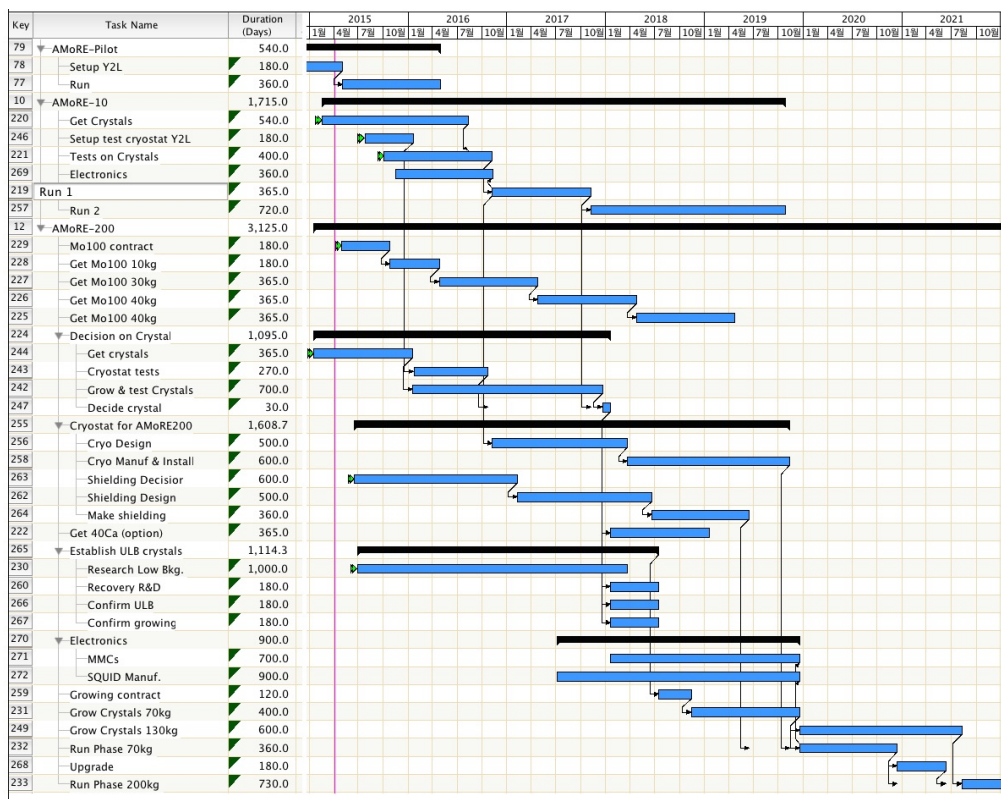 Key Task Name Duration (Days) 2015 2016 2017 2018 2019 2020 2021
1월 4월 7월 10월 1월 4월 7월 10월 1월 4월 7월 10월 1월 4월 7월 10월 1월 4월 7월 10월 1월 4월 7월 10월 1월 4월 7월 10월
79 AMoRE-Pilot 540.0
78 Setup Y2L 180.0
77 Run 360.0
10 AMoRE-10 1,715.0
220 Get Crystals 540.0
246 Setup test cryostat Y2L 180.0
221 Tests on Crystals 400.0
269 Electronics 360.0
219 Run 1 365.0
257 Run 2 720.0
12 AMoRE-200 3,125.0
229 Mo100 contract 180.0
228 Get Mo100 10kg 180.0
227 Get Mo100 30kg 365.0
226 Get Mo100 40kg 365.0
225 Get Mo100 40kg 365.0
224 Decision on Crystal 1,095.0
244 Get crystals 365.0
243 Cryostat tests 270.0
242 Grow & test Crystals 700.0
247 Decide crystal 30.0
255 Cryostat for AMoRE200 1,608.7
256 Cryo Design 500.0
258 Cryo Manuf & Install 600.0
263 Shielding Decisior 600.0
262 Shielding Design 500.0
264 Make shielding 360.0
222 Get 40Ca (option) 365.0
265 Establish ULB crystals 1,114.3
230 Research Low Bkg. 1,000.0
260 Recovery R&D 180.0
266 Confirm ULB 180.0
267 Confirm growing 180.0
270 Electronics 900.0
271 MMCs 700.0
272 SQUID Manuf. 900.0
259 Growing contract 120.0
231 Grow Crystals 70kg 400.0
249 Grow Crystals 130kg 600.0
232 Run Phase 70kg 360.0
268 Upgrade 180.0
233 Run Phase 200kg 730.0